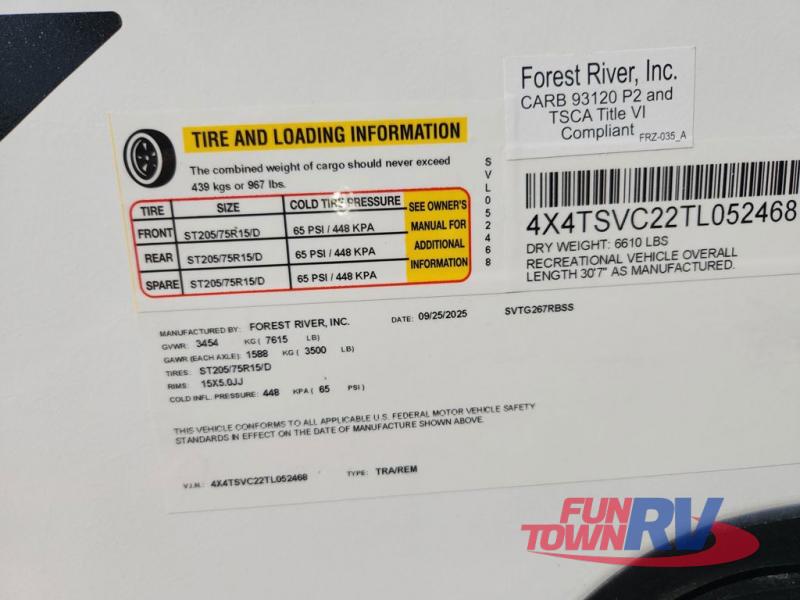 Forest River, Inc.
CARB 93120 P2 and
TSCA Title VI
Compliant FRZ-035_A
TIRE AND LOADING INFORMATION
The combined weight of cargo should never exceed
439 kgs or 967 lbs.
TIRE SIZE COLD TIRE PRESSURE SEE OWNER'S MANUAL FOR ADDITIONAL INFORMATION
FRONT ST205/75R15/D 65 PSI / 448 KPA
REAR ST205/75R15/D 65 PSI / 448 KPA
SPARE ST205/75R15/D 65 PSI / 448 KPA
SVL052468
4X4TSVC22TL052468
DRY WEIGHT: 6610 LBS
RECREATIONAL VEHICLE OVERALL
LENGTH 30'7" AS MANUFACTURED.
MANUFACTURED BY: FOREST RIVER, INC. DATE: 09/25/2025 SVTG267RBSS
GVWR: 3454 KG ( 7615 LB)
GAWR (EACH AXLE): 1588 KG ( 3500 LB)
TIRES: ST205/75R15/D
RIMS: 15X5.0JJ
COLD INFL. PRESSURE: 448 KPA ( 65 PSI )
THIS VEHICLE CONFORMS TO ALL APPLICABLE U.S. FEDERAL MOTOR VEHICLE SAFETY
STANDARDS IN EFFECT ON THE DATE OF MANUFACTURE SHOWN ABOVE.
V.I.N.: 4X4TSVC22TL052468 TYPE: TRA/REM
FUN TOWN RV